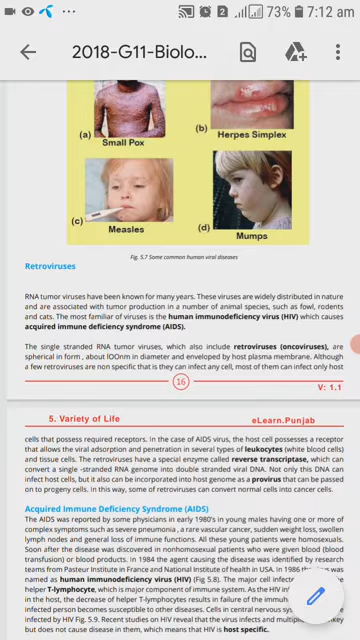 73% 7:12 am
2018-G11-Biolo...
(a)
Small Pox
(b)
Herpes Simplex
(c)
Measles
(d)
Mumps
Fig. 5.7 Some common human viral diseases
Retroviruses
RNA tumor viruses have been known for many years. These viruses are widely distributed in nature
and are associated with tumor production in a number of animal species, such as fowl, rodents
and cats. The most familiar of viruses is the human immunodeficiency virus (HIV) which causes
acquired immune deficiency syndrome (AIDS).
The single stranded RNA tumor viruses, which also include retroviruses (oncoviruses), are
spherical in form , about lOOnm in diameter and enveloped by host plasma membrane. Although
a few retroviruses are non specific that is they can infect any cell, most of them can infect only host
16
V: 1.1
5. Variety of Life
eLearn.Punjab
cells that possess required receptors. In the case of AIDS virus, the host cell possesses a receptor
that allows the viral adsorption and penetration in several types of leukocytes (white blood cells)
and tissue cells. The retroviruses have a special enzyme called reverse transcriptase, which can
convert a single -stranded RNA genome into double stranded viral DNA. Not only this DNA can
infect host cells, but it also can be incorporated into host genome as a provirus that can be passed
on to progeny cells. In this way, some of retroviruses can convert normal cells into cancer cells.
Acquired Immune Deficiency Syndrome (AIDS)
The AIDS was reported by some physicians in early 1980's in young males having one or more of
complex symptoms such as severe pneumonia , a rare vascular cancer, sudden weight loss, swollen
lymph nodes and general loss of immune functions. All these young patients were homosexuals.
Soon after the disease was discovered in nonhomosexual patients who were given blood (blood
transfusion) or blood products. In 1984 the agent causing the disease was identified by research
teams from Pasteur Institute in France and National Institute of health in USA. In 1986 the was
named as human immunodeficiency virus (HIV) (Fig 5.8). The major cell infected the
helper T-lymphocyte, which is major component of immune system. As the HIV in
in the host, the decrease of helper T-lymphocytes results in failure of the immun
infected person becomes susceptible to other diseases. Cells in central nervous s
infected by HIV Fig. 5.9. Recent studies on HIV reveal that the virus infects and multip key
but does not cause disease in them, which means that HIV is host specific.